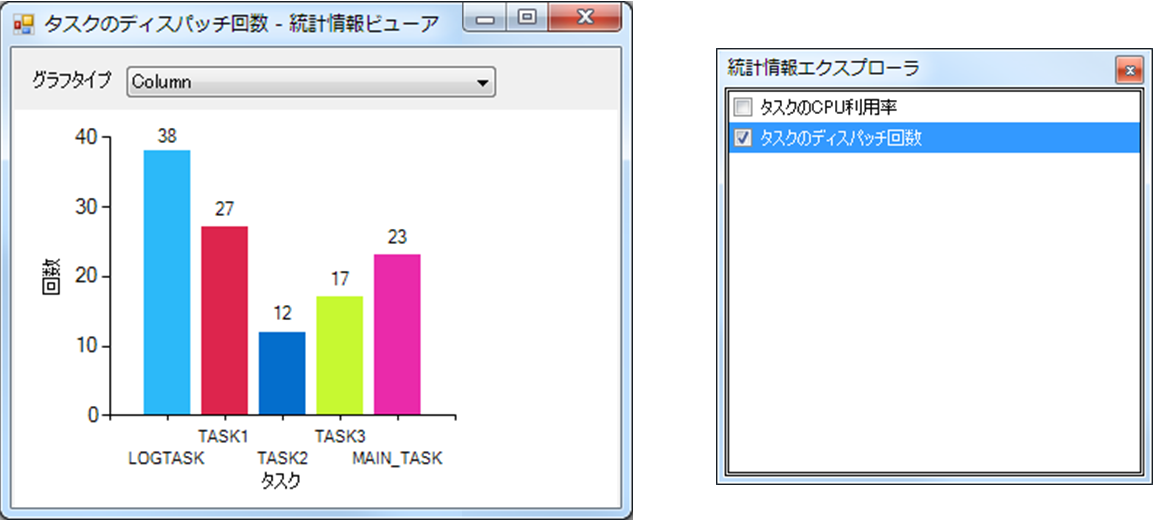 タスクのディスパッチ回数 - 統計情報ビューア
グラフタイプ Column
40
30
20
10
0
回数
38
27
12
17
23
TASK1 TASK3
LOGTASK TASK2 MAIN_TASK
タスク
統計情報エクスプローラ
タスクのCPU利用率
タスクのディスパッチ回数